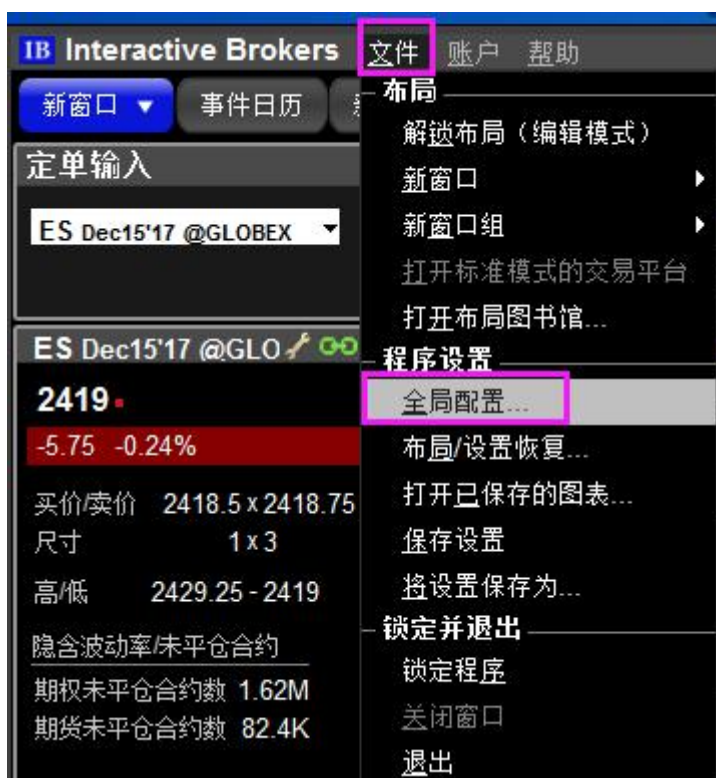 IB Interactive Brokers 文件 账户 帮助
新窗口 事件日历
定单输入
ES Dec15'17 @GLOBEX
ES Dec15'17 @GLO
2419
-5.75 -0.24%
买价/卖价 2418.5 x 2418.75
尺寸 1 x 3
高/低 2429.25 - 2419
隐含波动率/未平仓合约
期权未平仓合约数 1.62M
期货未平仓合约数 82.4K
布局
解锁布局（编辑模式）
新窗口
新窗口组
打开标准模式的交易平台
打开布局图书馆...
程序设置
全局配置...
布局/设置恢复...
打开已保存的图表...
保存设置
将设置保存为...
锁定并退出
锁定程序
关闭窗口
退出